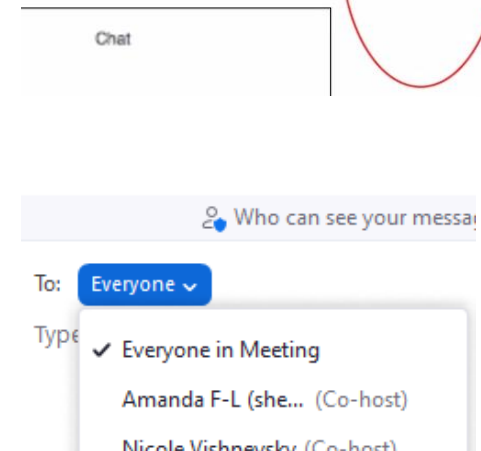 Chat
Who can see your messag
To: Everyone
Type
Everyone in Meeting
Amanda F-L (she... (Co-host)
Nicole Vishnevsky (Co-host)